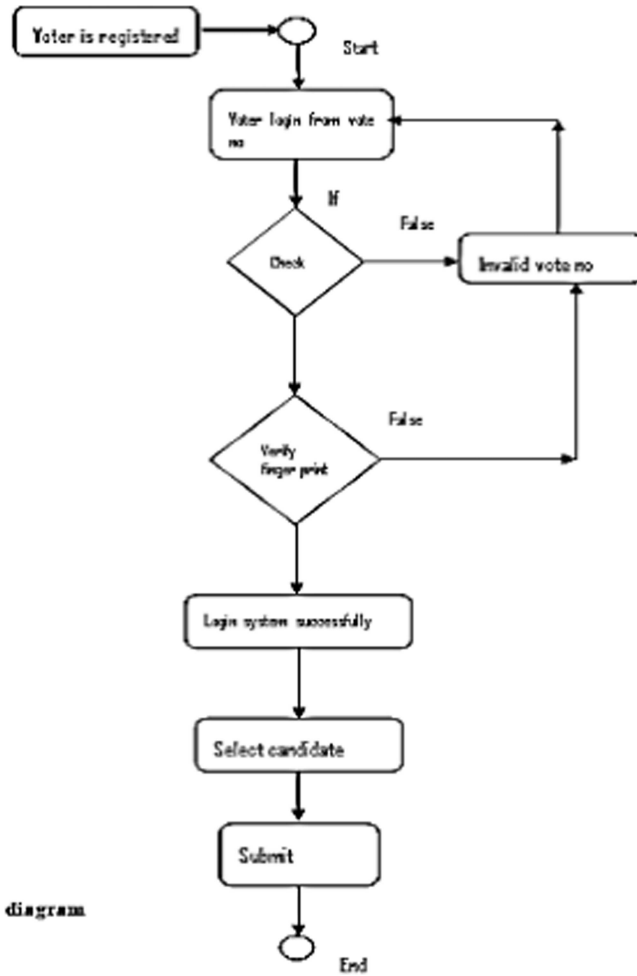 Voter is registered
Start
Voter login from vote
no
If
False
Check
Invalid vote no
False
Verify
finger print
Login system successfully
Select candidate
Submit
diagram
End